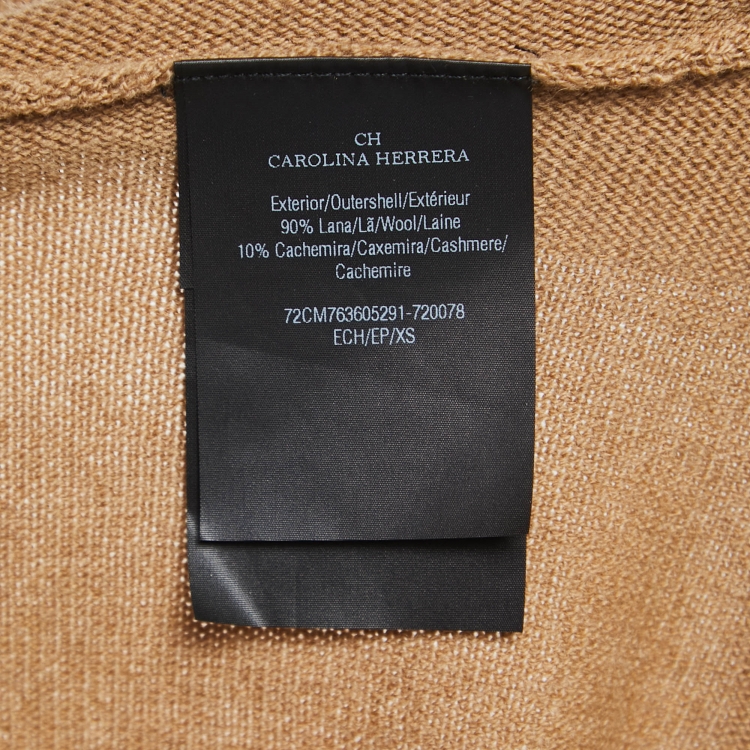 CH
CAROLINA HERRERA
Exterior/Outershell/Extérieur
90% Lana/Lã/Wool/Laine
10% Cachemira/Caxemira/Cashmere/
Cachemire
72CM763605291-720078
ECH/EP/XS